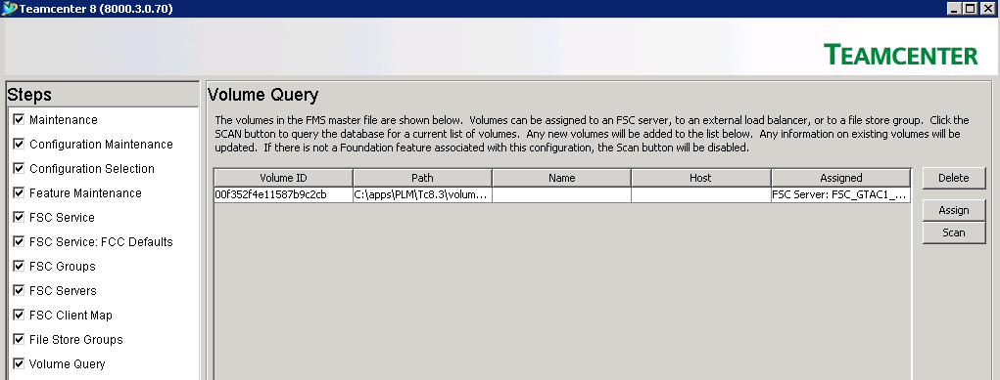 Teamcenter 8 (8000.3.0.70)
TEAMCENTER
Steps
Maintenance
Configuration Maintenance
Configuration Selection
Feature Maintenance
FSC Service
FSC Service: FCC Defaults
FSC Groups
FSC Servers
FSC Client Map
File Store Groups
Volume Query
Volume Query
The volumes in the FMS master file are shown below. Volumes can be assigned to an FSC server, to an external load balancer, or to a file store group. Click the
SCAN button to query the database for a current list of volumes. Any new volumes will be added to the list below. Any information on existing volumes will be
updated. If there is not a Foundation feature associated with this configuration, the Scan button will be disabled.
Volume ID Path Name Host Assigned
00f352f4e11587b9c2cb C:\apps\PLM\Tc8.3\volum... FSC Server: FSC_GTAC1_...
Delete
Assign
Scan